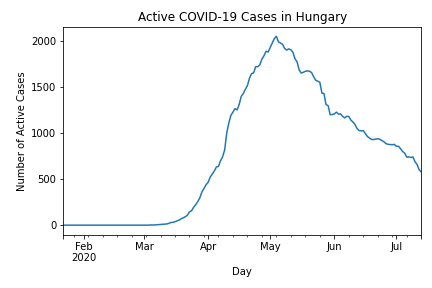 Active COVID-19 Cases in Hungary
Number of Active Cases
2000
1500
1000
500
0
Feb Mar Apr May Jun Jul
2020
Day